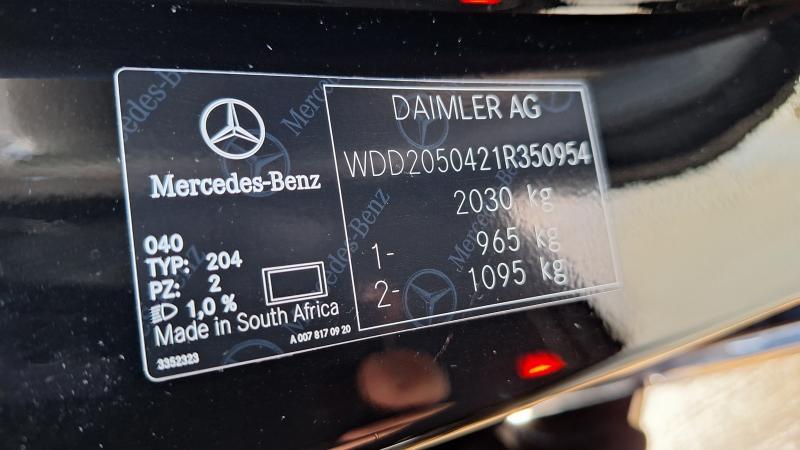 Mercedes-Benz
040
TYP: 204
PZ: 2
1,0 %
Made in South Africa
3352323
A 007 817 09 20
DAIMLER AG
WDD2050421R350954
2030 kg
1- 965 kg
2- 1095 kg